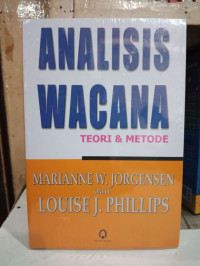 ANALISIS
WACANA
TEORI & METODE
MARIANNE W. JORGENSEN
dan
LOUISE J. PHILLIPS